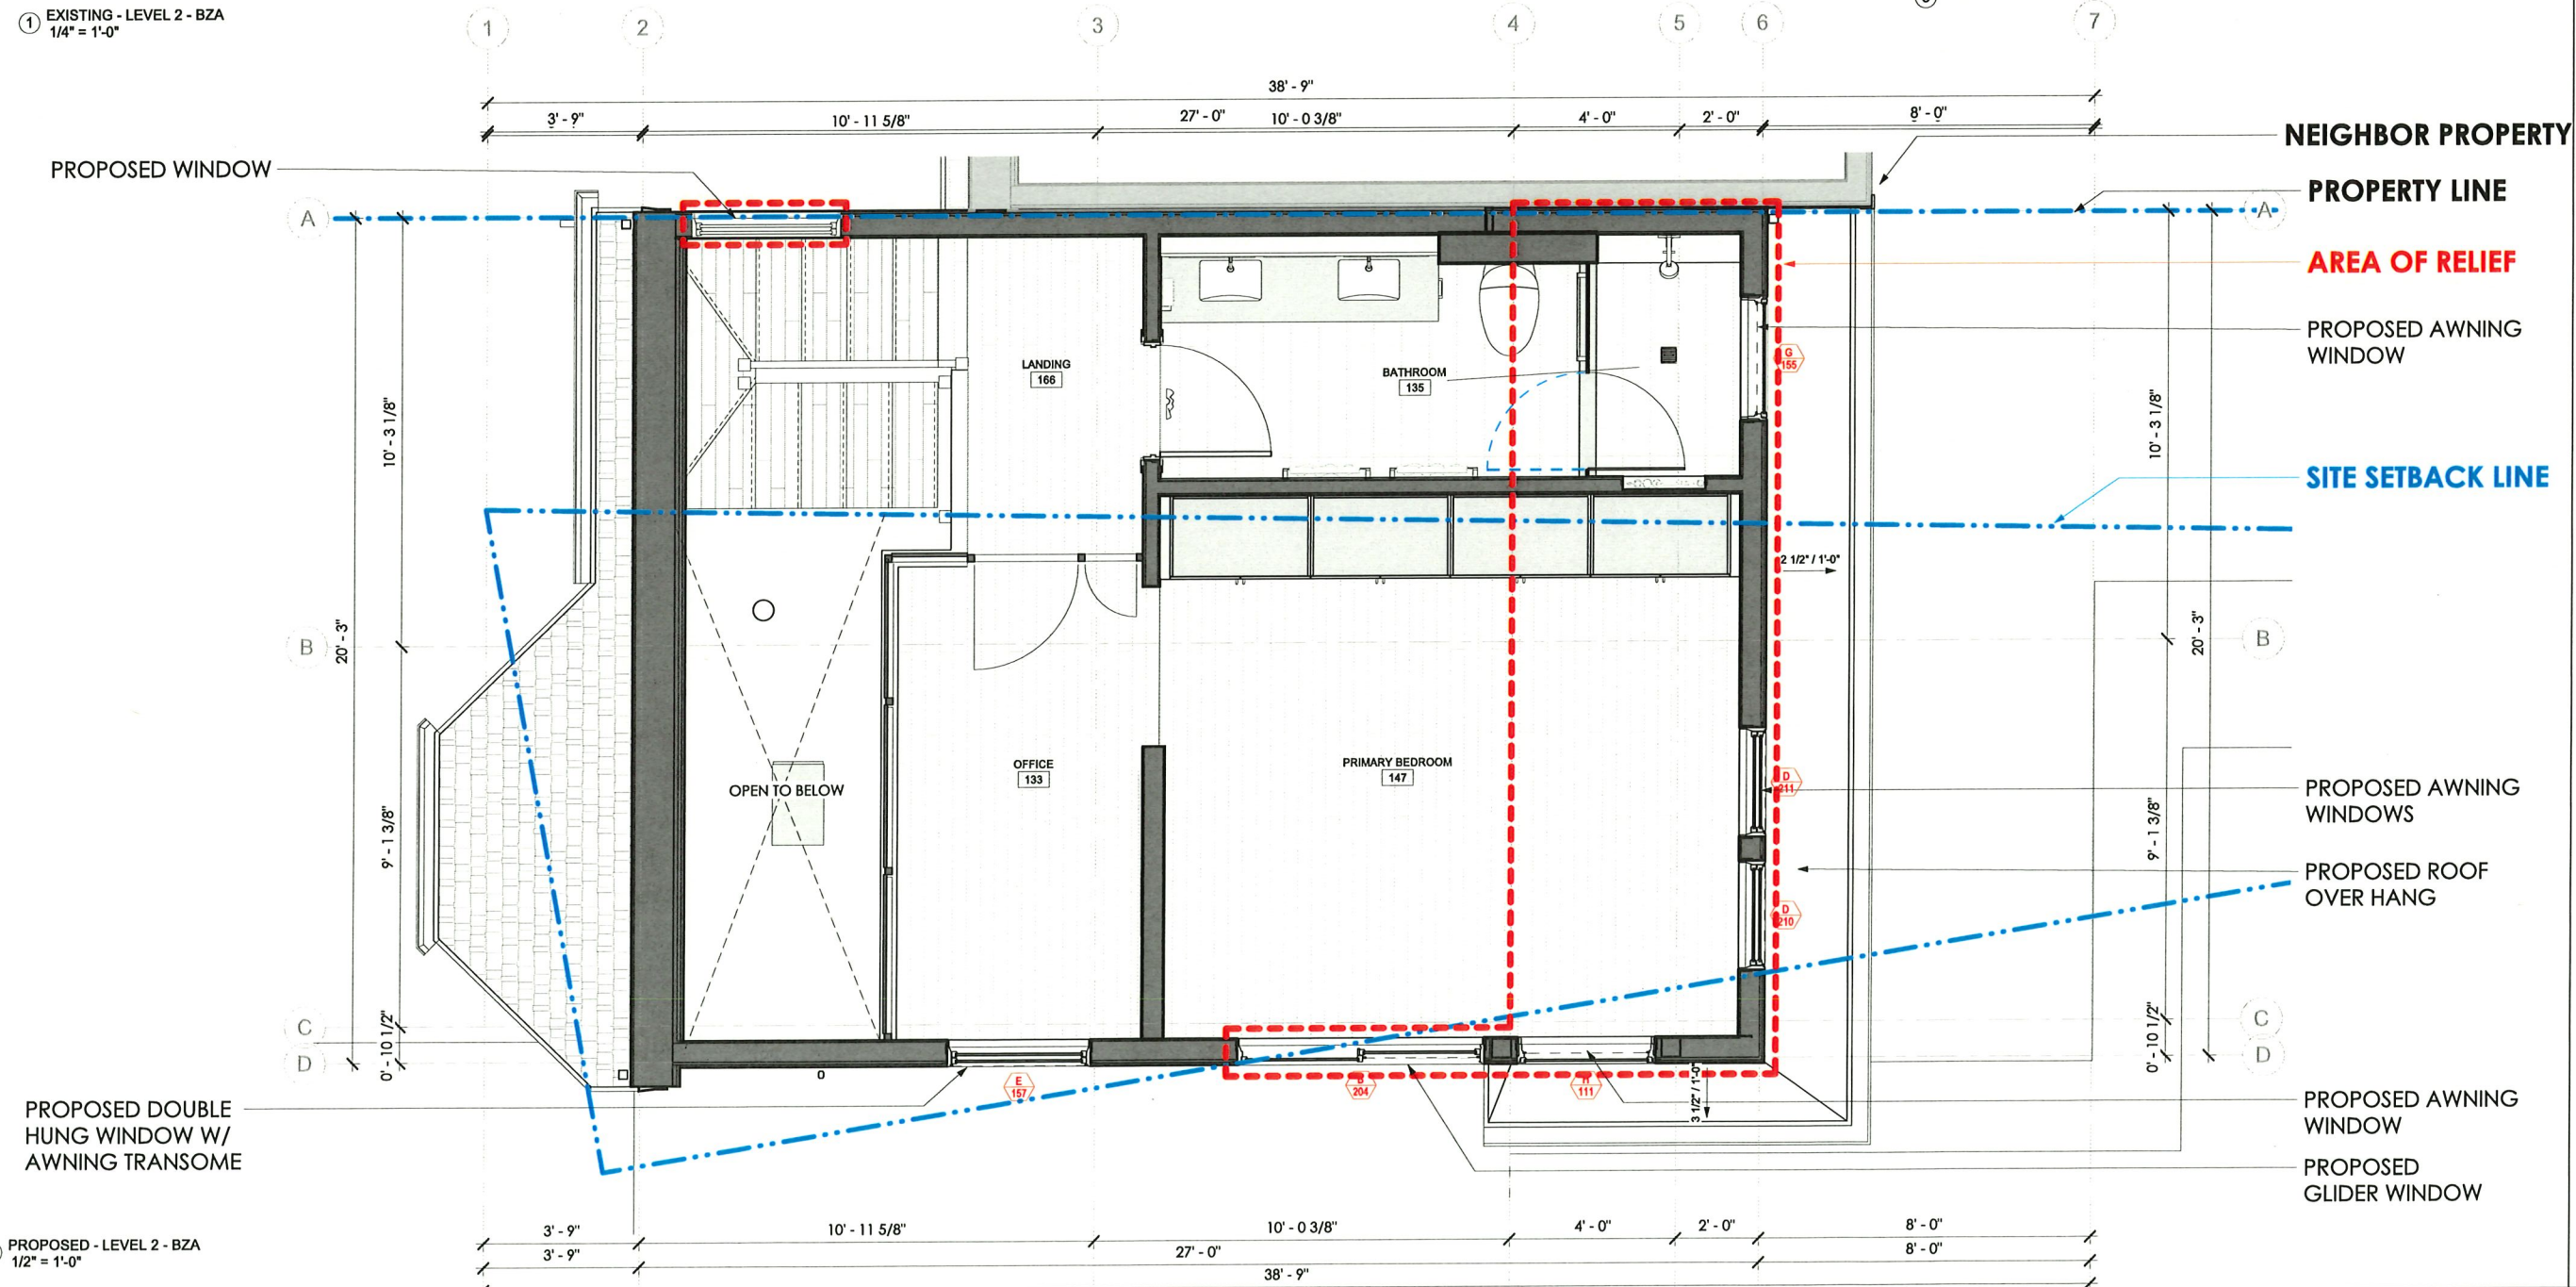 1 EXISTING - LEVEL 2 - BZA
1/4" = 1'-0"
1 2 3 4 5 6 7
38' - 9"
3' - 9" 10' - 11 5/8" 27' - 0" 10' - 0 3/8" 4' - 0" 2' - 0" 8' - 0"
NEIGHBOR PROPERTY
PROPOSED WINDOW
PROPERTY LINE
A A
AREA OF RELIEF
PROPOSED AWNING
WINDOW
G
155
LANDING
166
BATHROOM
135
10' - 3 1/8" 10' - 3 1/8"
SITE SETBACK LINE
2 1/2" / 1'-0"
B 20' - 3" 20' - 3" B
OFFICE
133
PRIMARY BEDROOM
147
OPEN TO BELOW
D
211
PROPOSED AWNING
WINDOWS
9' - 1 3/8" 9' - 1 3/8"
PROPOSED ROOF
OVER HANG
D
210
C C
0' - 10 1/2" 0' - 10 1/2"
D D
E
157
B
204
H
111
3 1/2" / 1'-0"
PROPOSED DOUBLE
HUNG WINDOW W/
AWNING TRANSOME
PROPOSED AWNING
WINDOW
PROPOSED
GLIDER WINDOW
3' - 9" 10' - 11 5/8" 10' - 0 3/8" 4' - 0" 2' - 0" 8' - 0"
3' - 9" 27' - 0" 8' - 0"
38' - 9"
PROPOSED - LEVEL 2 - BZA
1/2" = 1'-0"